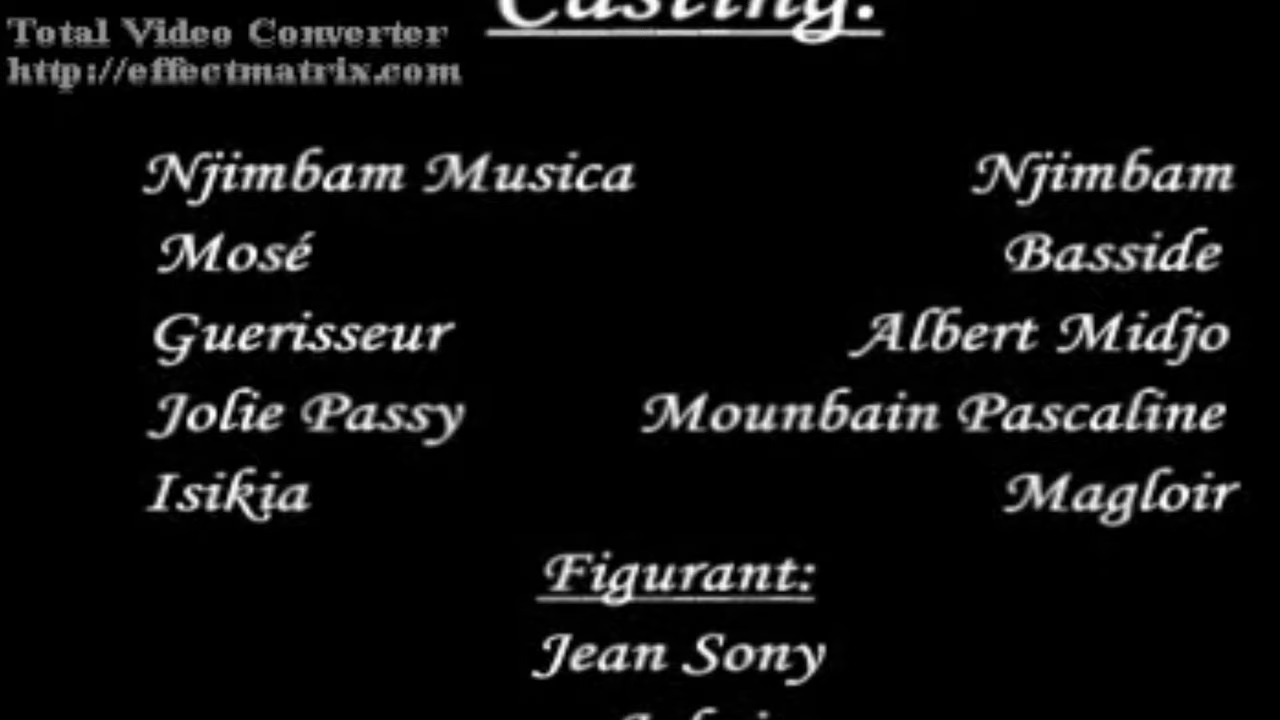 Casting:
Total Video Converter
http://effectmatrix.com
Njimbam Musica Njimbam
Mosé Basside
Guerisseur Albert Midjo
Jolie Passy Mounbain Pascaline
Isikia Magloir
Figurant:
Jean Sony